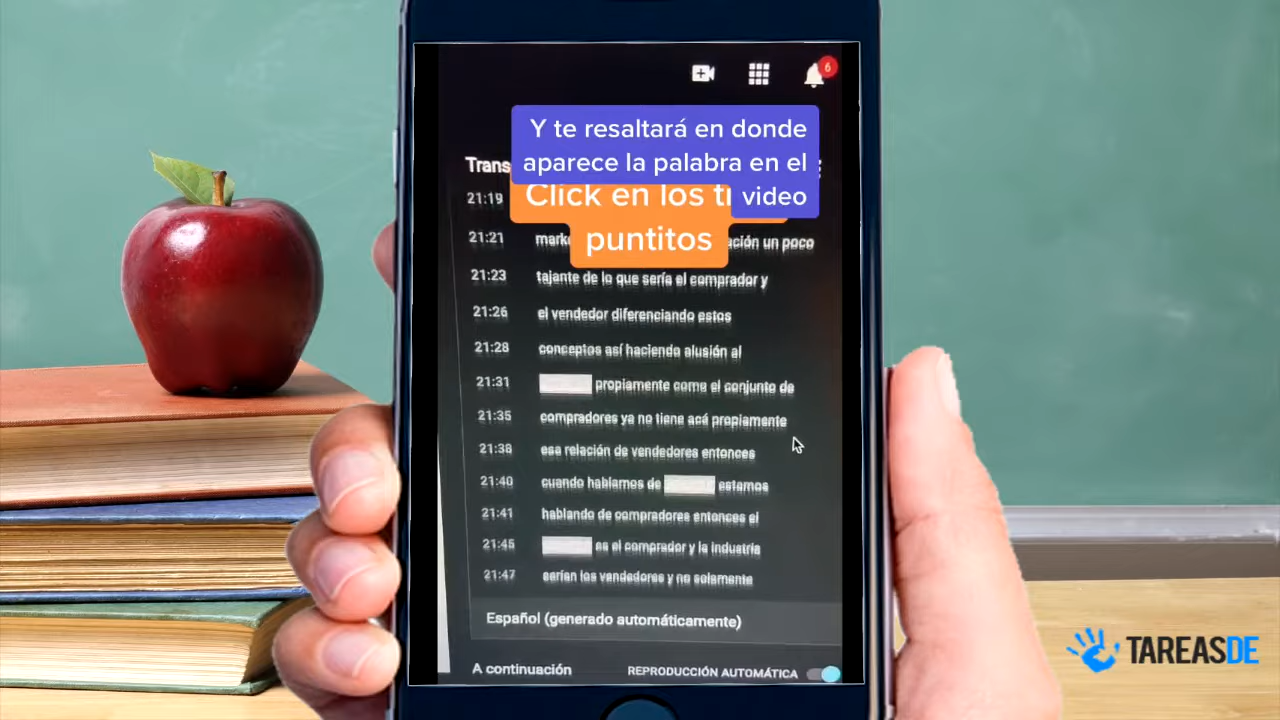 6
Y te resaltará en donde
aparece la palabra en el
video
Trans
Click en los
puntitos
21:19
21:21 ación un poco
21:23 tajante de lo que sería el comprador y
21:26 el vendedor diferenciando estos
21:28 conceptos así haciendo alusión al
21:31 propiamente como el conjunto de
21:35 compradores ya no tiene acá propiamente
21:38 esa relación de vendedores entonces
21:40 cuando hablamos de estamos
21:41 hablando de compradores entonces el
21:45 es el comprador y la industria
21:47 serían los vendedores y no solamente
Español (generado automáticamente)
A continuación REPRODUCCIÓN AUTOMÁTICA
TAREASDE